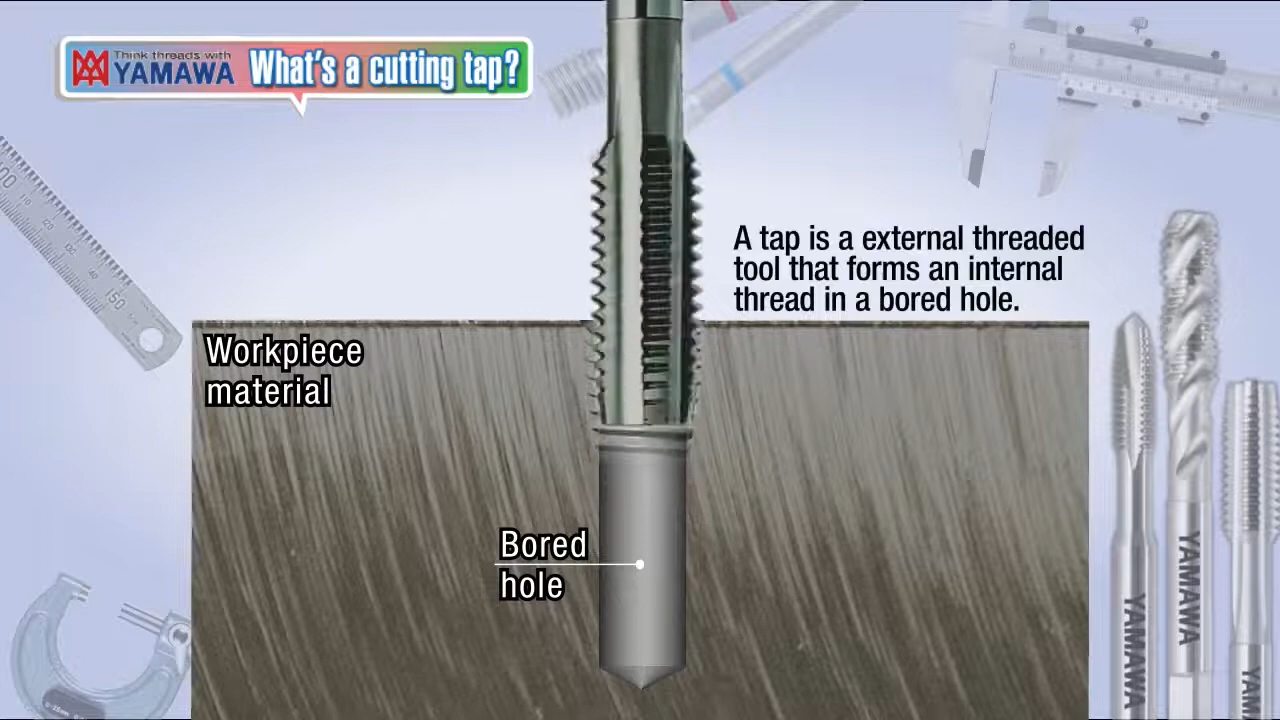 Think threads with
YAMAWA
What's a cutting tap?
A tap is a external threaded
tool that forms an internal
thread in a bored hole.
Workpiece
material
Bored
hole
150
YAMAWA
YAMAWA